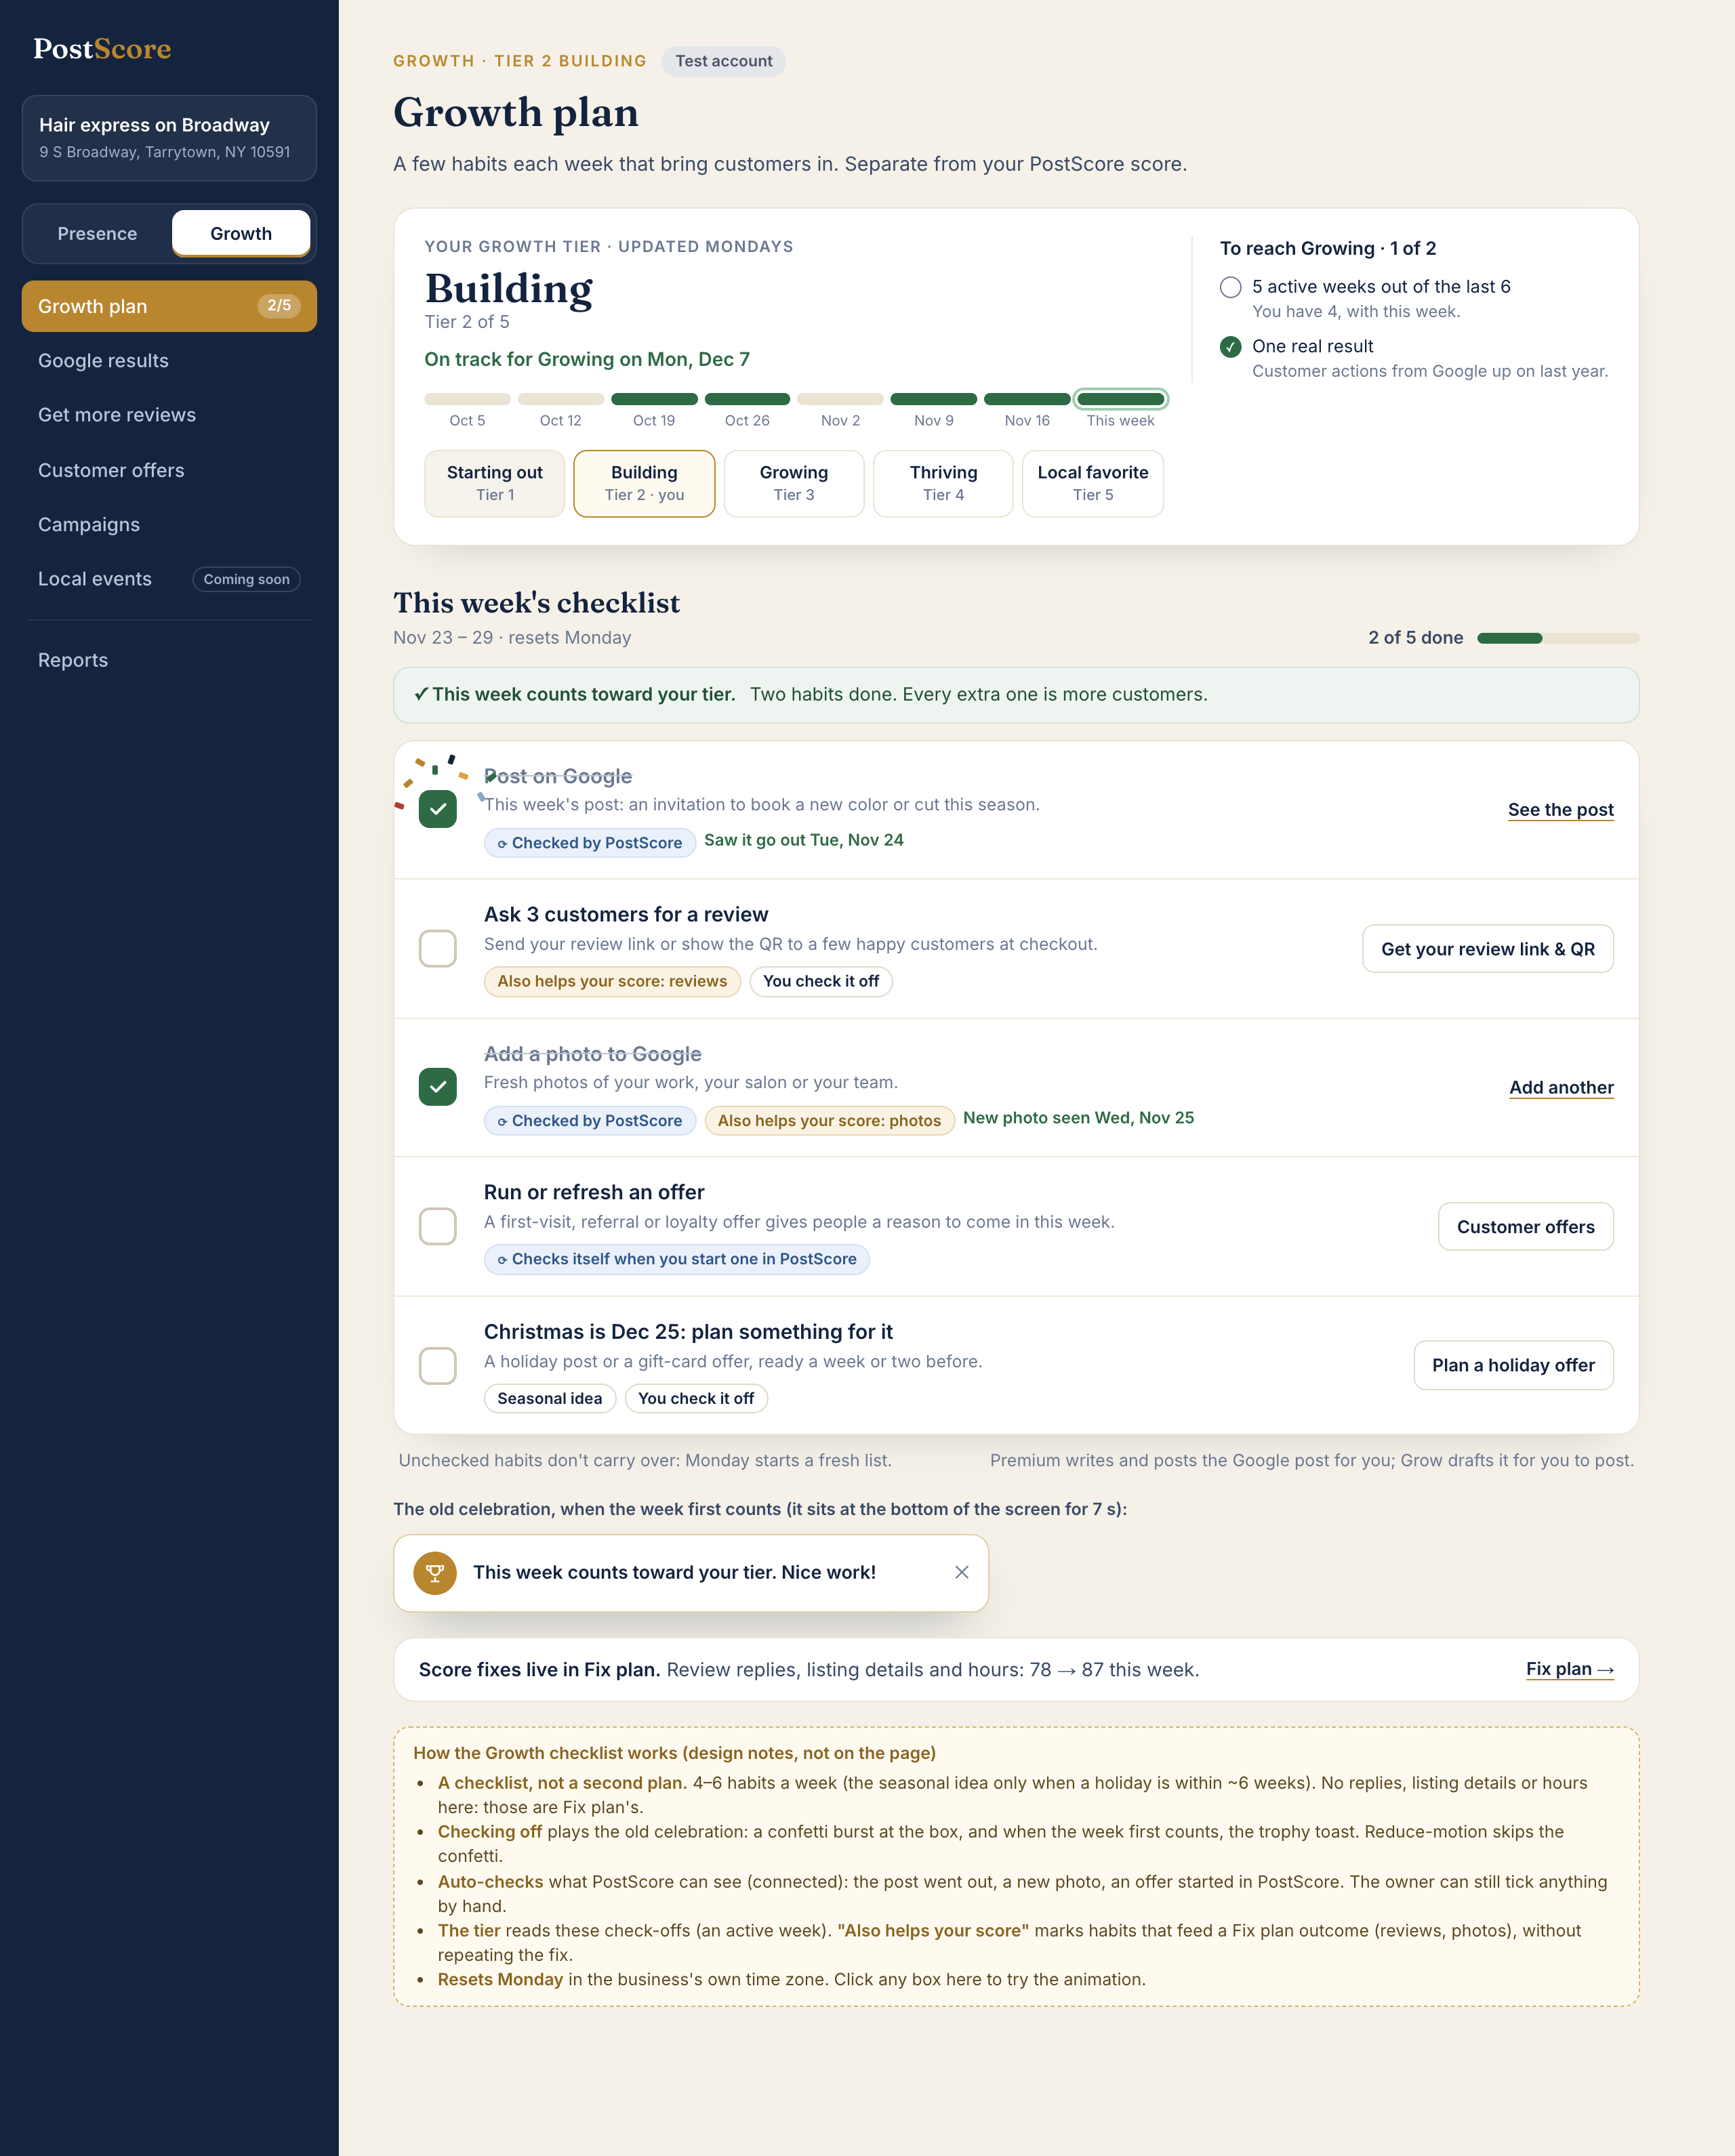 PostScore
Hair express on Broadway
9 S Broadway, Tarrytown, NY 10591
Presence
Growth
Growth plan
2/5
Google results
Get more reviews
Customer offers
Campaigns
Local events
Coming soon
Reports
GROWTH · TIER 2 BUILDING
Test account
Growth plan
A few habits each week that bring customers in. Separate from your PostScore score.
YOUR GROWTH TIER · UPDATED MONDAYS
Building
Tier 2 of 5
On track for Growing on Mon, Dec 7
Oct 5
Oct 12
Oct 19
Oct 26
Nov 2
Nov 9
Nov 16
This week
Starting out
Tier 1
Building
Tier 2 · you
Growing
Tier 3
Thriving
Tier 4
Local favorite
Tier 5
To reach Growing · 1 of 2
5 active weeks out of the last 6
You have 4, with this week.
✓ One real result
Customer actions from Google up on last year.
This week's checklist
Nov 23 – 29 · resets Monday
2 of 5 done
✓ This week counts toward your tier. Two habits done. Every extra one is more customers.
Post on Google
This week's post: an invitation to book a new color or cut this season.
⟳ Checked by PostScore
Saw it go out Tue, Nov 24
See the post
Ask 3 customers for a review
Send your review link or show the QR to a few happy customers at checkout.
Also helps your score: reviews
You check it off
Get your review link & QR
Add a photo to Google
Fresh photos of your work, your salon or your team.
⟳ Checked by PostScore
Also helps your score: photos
New photo seen Wed, Nov 25
Add another
Run or refresh an offer
A first-visit, referral or loyalty offer gives people a reason to come in this week.
⟳ Checks itself when you start one in PostScore
Customer offers
Christmas is Dec 25: plan something for it
A holiday post or a gift-card offer, ready a week or two before.
Seasonal idea
You check it off
Plan a holiday offer
Unchecked habits don't carry over: Monday starts a fresh list.
Premium writes and posts the Google post for you; Grow drafts it for you to post.
The old celebration, when the week first counts (it sits at the bottom of the screen for 7 s):
This week counts toward your tier. Nice work!
Score fixes live in Fix plan. Review replies, listing details and hours: 78 → 87 this week.
Fix plan →
How the Growth checklist works (design notes, not on the page)
• A checklist, not a second plan. 4–6 habits a week (the seasonal idea only when a holiday is within ~6 weeks). No replies, listing details or hours
here: those are Fix plan's.
• Checking off plays the old celebration: a confetti burst at the box, and when the week first counts, the trophy toast. Reduce-motion skips the
confetti.
• Auto-checks what PostScore can see (connected): the post went out, a new photo, an offer started in PostScore. The owner can still tick anything
by hand.
• The tier reads these check-offs (an active week). "Also helps your score" marks habits that feed a Fix plan outcome (reviews, photos), without
repeating the fix.
• Resets Monday in the business's own time zone. Click any box here to try the animation.